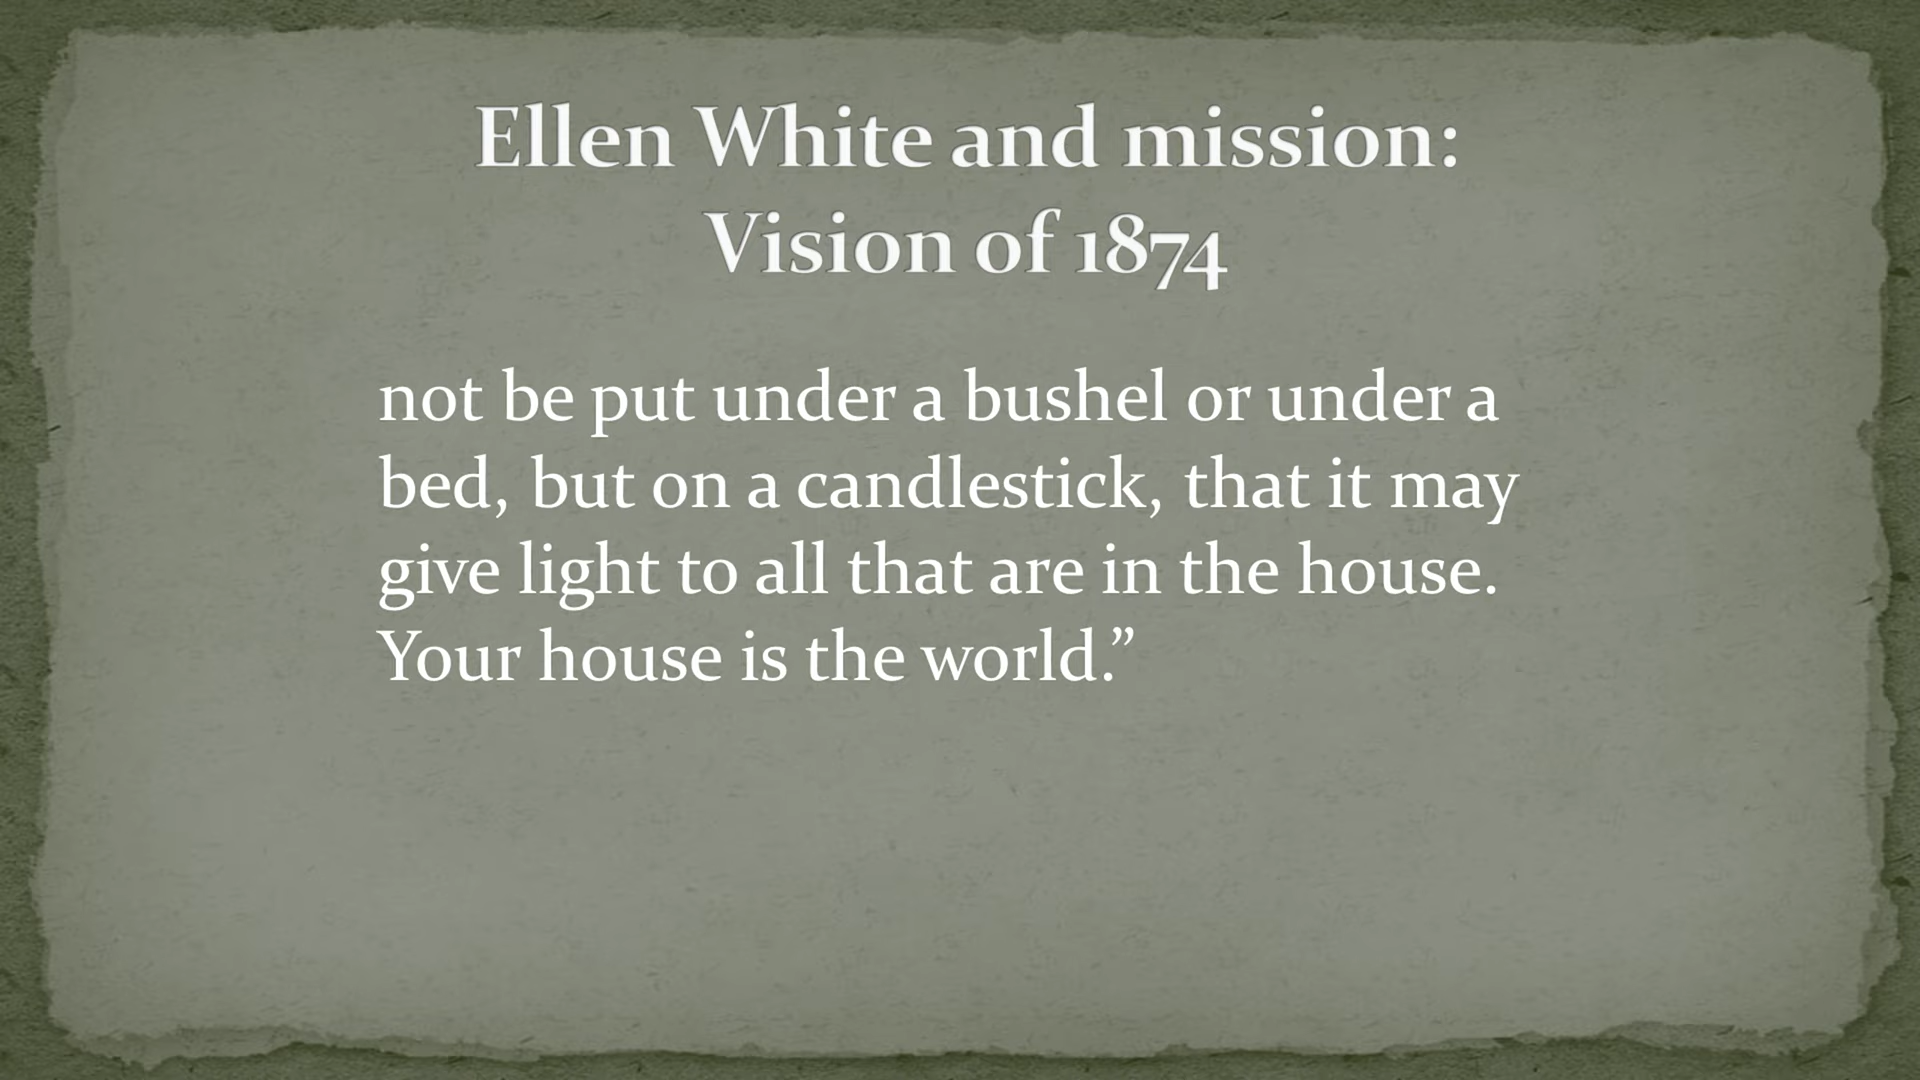 Ellen White and mission:
Vision of 1874
not be put under a bushel or under a
bed, but on a candlestick, that it may
give light to all that are in the house.
Your house is the world.”